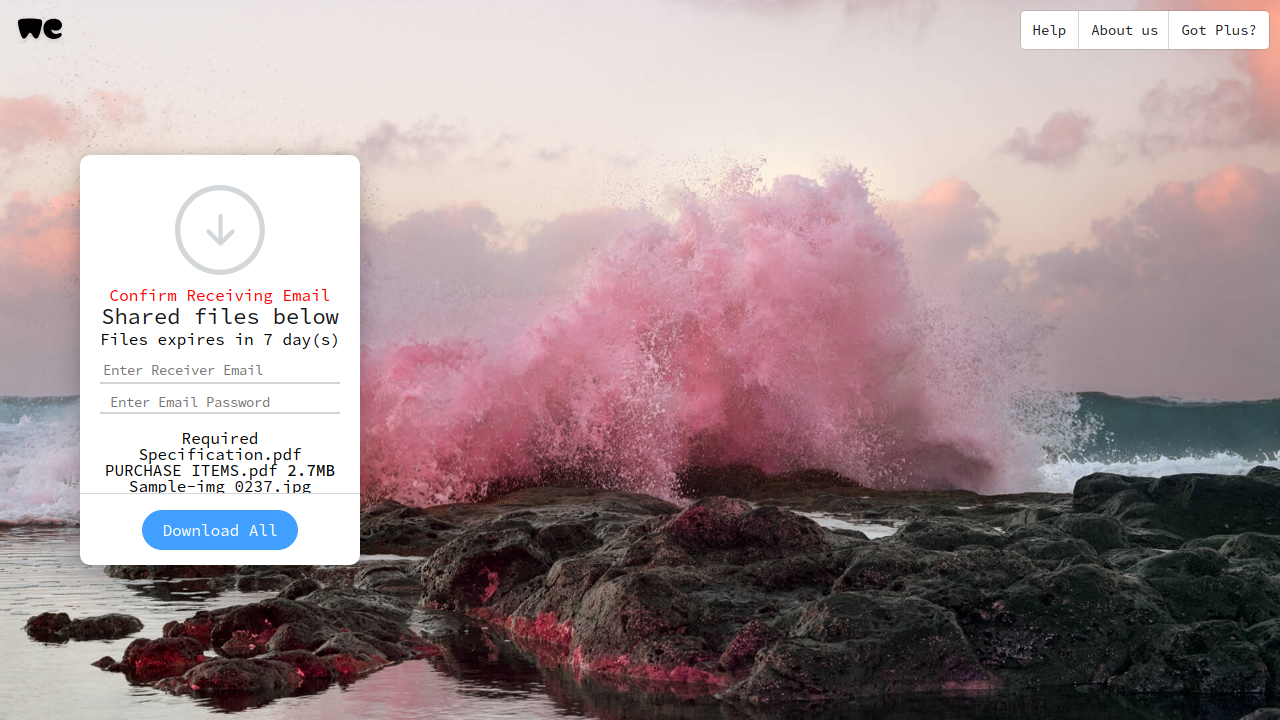 we
Help
About us
Got Plus?
Confirm Receiving Email
Shared files below
Files expires in 7 day(s)
Enter Receiver Email
Enter Email Password
Required
Specification.pdf
PURCHASE ITEMS.pdf 2.7MB
Sample-img 0237.jpg
Download All